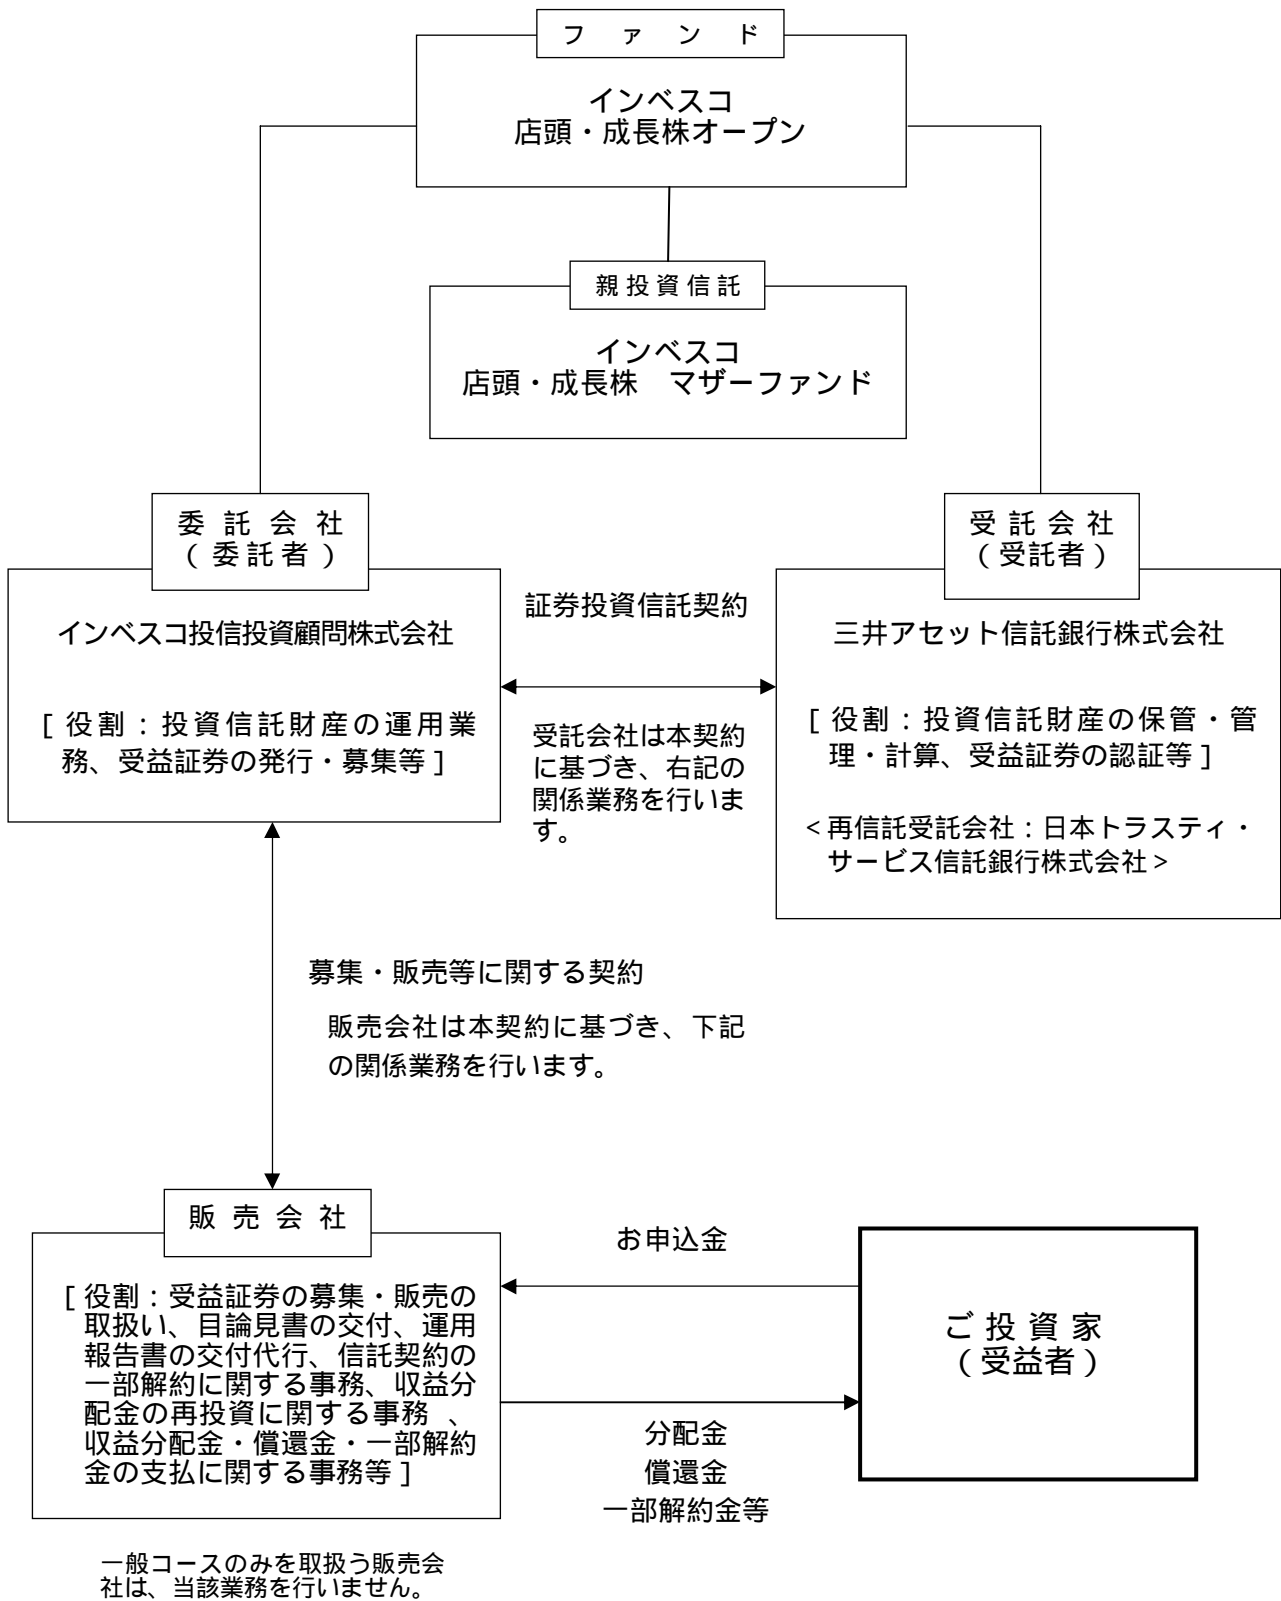 ファンド
インベスコ
店頭・成長株オープン
親投資信託
インベスコ
店頭・成長株　マザーファンド
委託会社
（委託者）
インベスコ投信投資顧問株式会社
[ 役割：投資信託財産の運用業
務、受益証券の発行・募集等 ]
証券投資信託契約
受託会社は本契約
に基づき、右記の
関係業務を行いま
す。
受託会社
（受託者）
三井アセット信託銀行株式会社
[ 役割：投資信託財産の保管・管
理・計算、受益証券の認証等 ]
＜再信託受託会社：日本トラスティ・
サービス信託銀行株式会社＞
募集・販売等に関する契約
販売会社は本契約に基づき、下記
の関係業務を行います。
販売会社
[ 役割：受益証券の募集・販売の
取扱い、目論見書の交付、運用
報告書の交付代行、信託契約の
一部解約に関する事務、収益分
配金の再投資に関する事務 、
収益分配金・償還金・一部解約
金の支払に関する事務等 ]
お申込金
分配金
償還金
一部解約金等
ご投資家
（受益者）
一般コースのみを取扱う販売会
社は、当該業務を行いません。